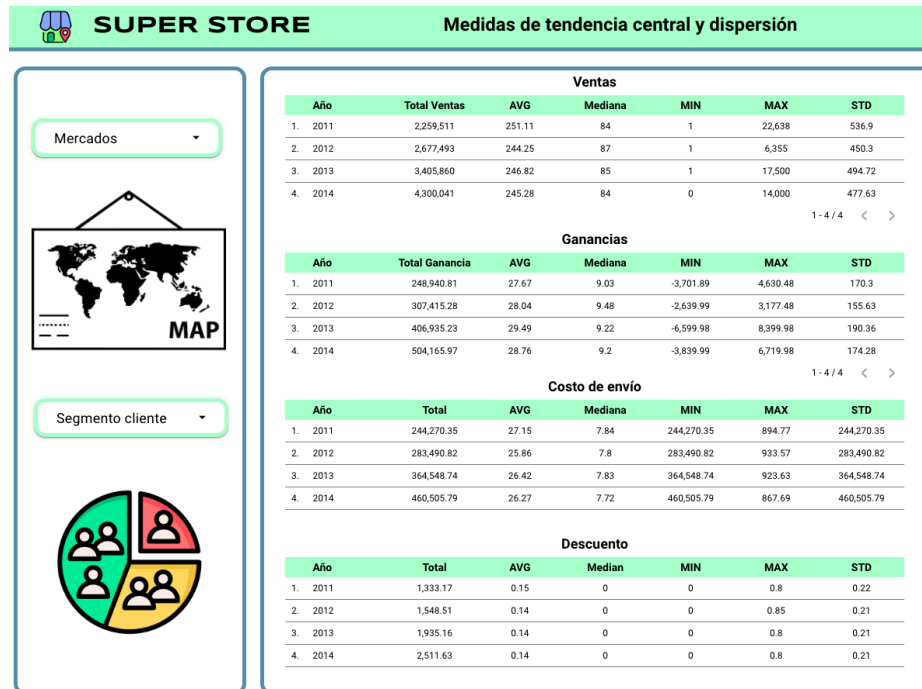 SUPER STORE
Medidas de tendencia central y dispersión
Mercados
MAP
Segmento cliente
Ventas
Año Total Ventas AVG Mediana MIN MAX STD
1. 2011 2,259,511 251.11 84 1 22,638 536.9
2. 2012 2,677,493 244.25 87 1 6,355 450.3
3. 2013 3,405,860 246.82 85 1 17,500 494.72
4. 2014 4,300,041 245.28 84 0 14,000 477.63
1 - 4 / 4
Ganancias
Año Total Ganancia AVG Mediana MIN MAX STD
1. 2011 248,940.81 27.67 9.03 -3,701.89 4,630.48 170.3
2. 2012 307,415.28 28.04 9.48 -2,639.99 3,177.48 155.63
3. 2013 406,935.23 29.49 9.22 -6,599.98 8,399.98 190.36
4. 2014 504,165.97 28.76 9.2 -3,839.99 6,719.98 174.28
1 - 4 / 4
Costo de envío
Año Total AVG Mediana MIN MAX STD
1. 2011 244,270.35 27.15 7.84 244,270.35 894.77 244,270.35
2. 2012 283,490.82 25.86 7.8 283,490.82 933.57 283,490.82
3. 2013 364,548.74 26.42 7.83 364,548.74 923.63 364,548.74
4. 2014 460,505.79 26.27 7.72 460,505.79 867.69 460,505.79
Descuento
Año Total AVG Median MIN MAX STD
1. 2011 1,333.17 0.15 0 0 0.8 0.22
2. 2012 1,548.51 0.14 0 0 0.85 0.21
3. 2013 1,935.16 0.14 0 0 0.8 0.21
4. 2014 2,511.63 0.14 0 0 0.8 0.21